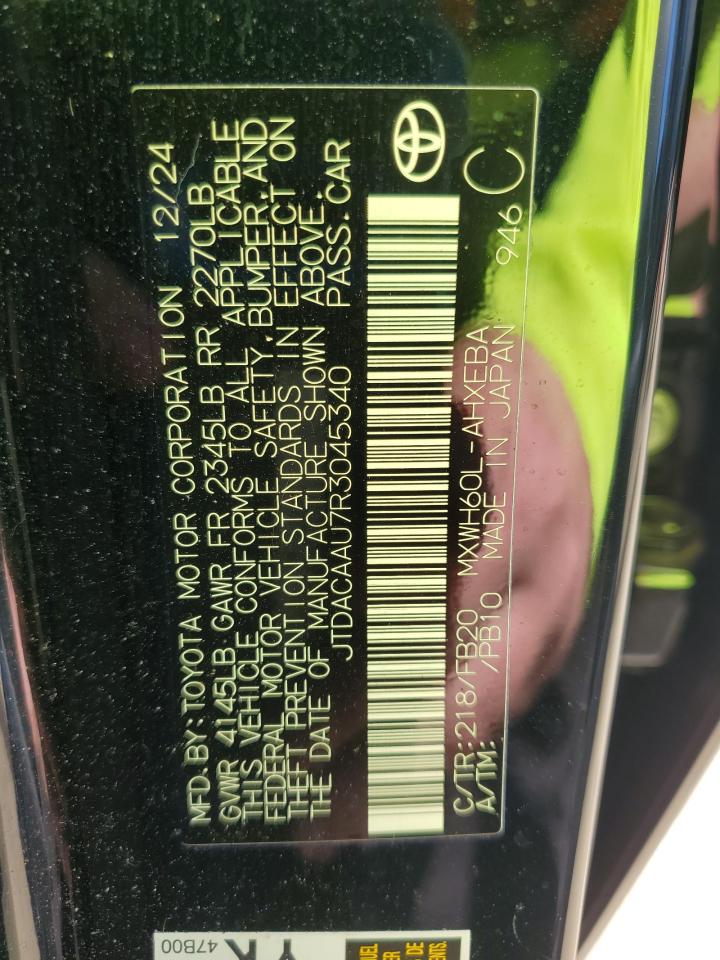 MFD. BY: TOYOTA MOTOR CORPORATION 12/24
GVWR 4145LB GAWR FR 2345LB RR 2270LB
THIS VEHICLE CONFORMS TO ALL APPLICABLE
FEDERAL MOTOR VEHICLE SAFETY, BUMPER, AND
THEFT PREVENTION STANDARDS IN EFFECT ON
THE DATE OF MANUFACTURE SHOWN ABOVE.
JTDACAAU7R3045340 PASS. CAR
C/TR: 218/FB20 MXWH60L-AHXEBA 946 C
A/TM: /PB10 MADE IN JAPAN
47B00
DE